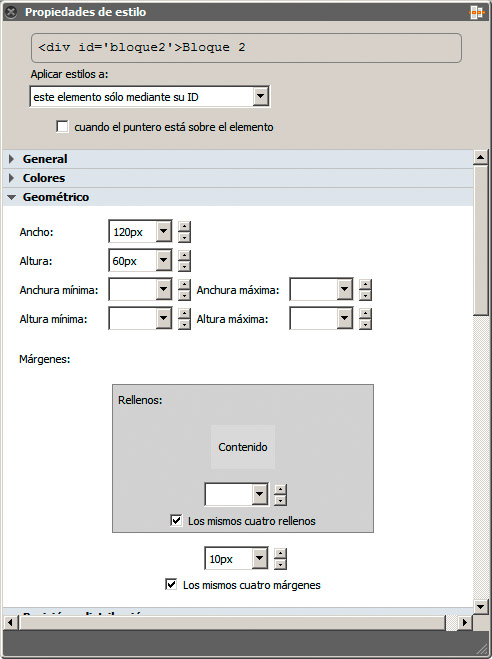 Propiedades de estilo
<div id='bloque2'>Bloque 2
Aplicar estilos a:
este elemento sólo mediante su ID
cuando el puntero está sobre el elemento
General
Colores
Geométrico
Ancho: 120px
Altura: 60px
Anchura mínima: Anchura máxima:
Altura mínima: Altura máxima:
Márgenes:
Rellenos:
Contenido
Los mismos cuatro rellenos
10px
Los mismos cuatro márgenes